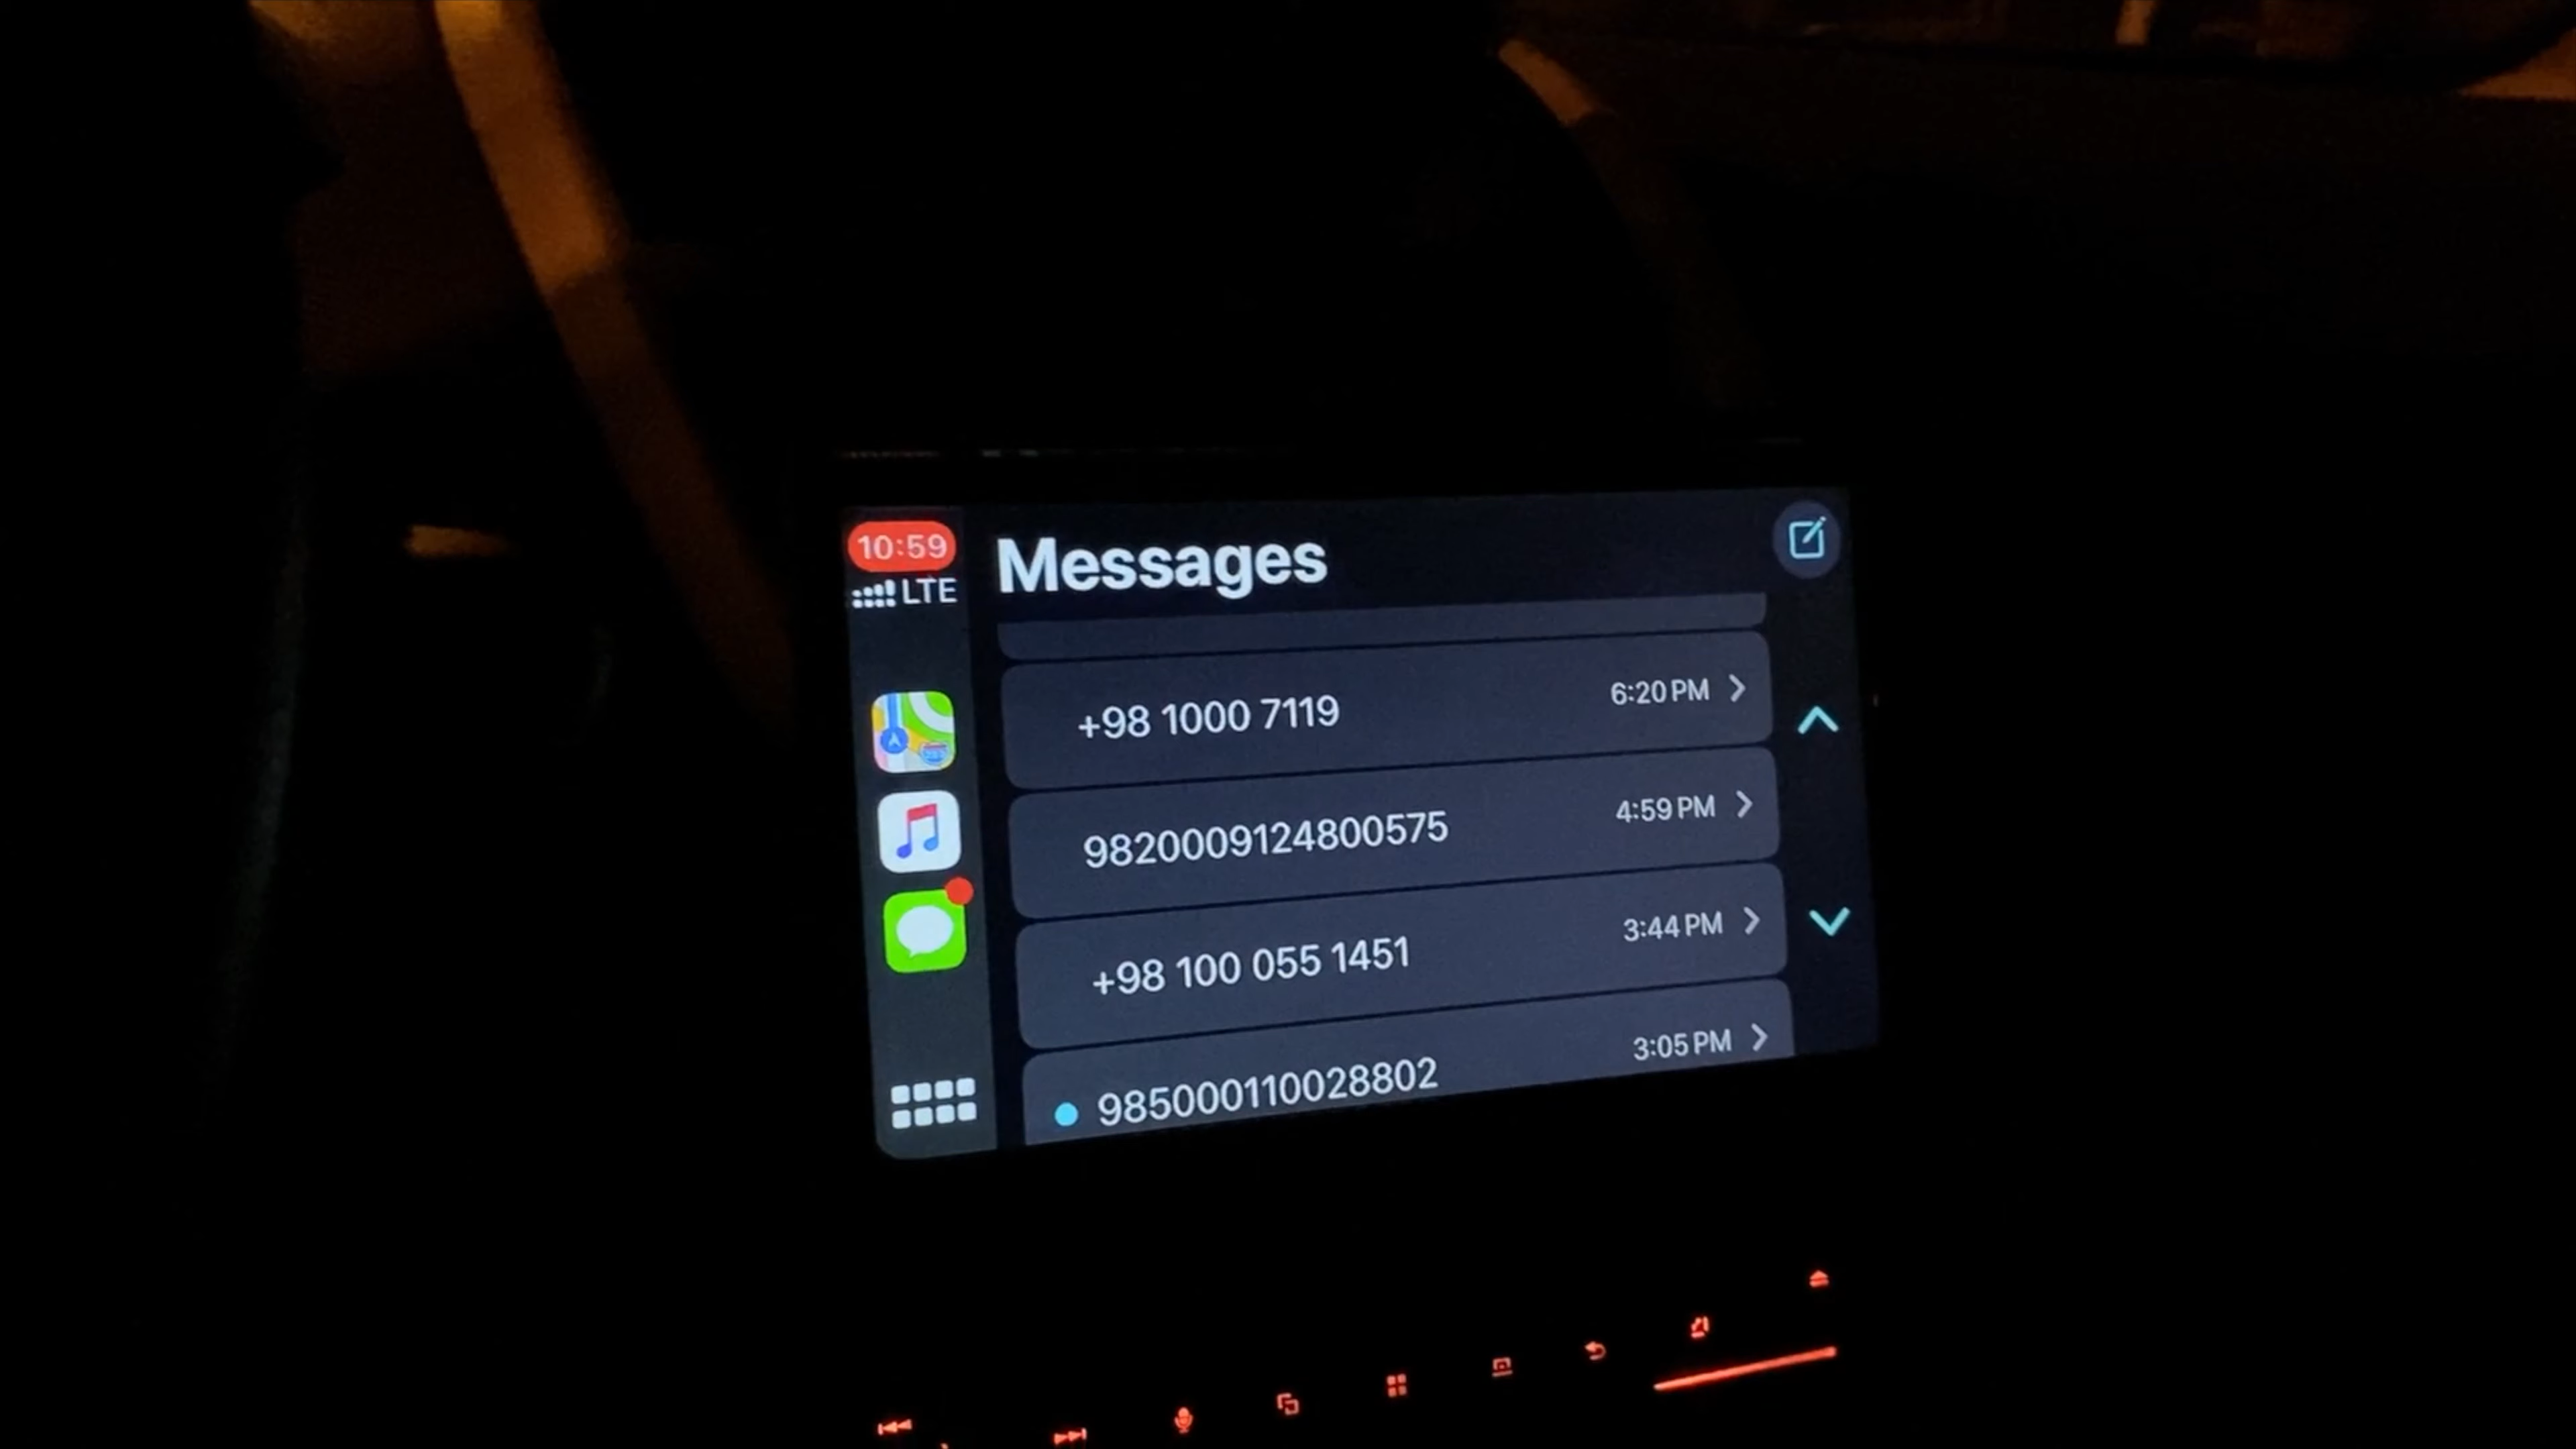 10:59
LTE
Messages
+98 1000 7119
6:20 PM
9820009124800575
4:59 PM
+98 100 055 1451
3:44 PM
985000110028802
3:05 PM